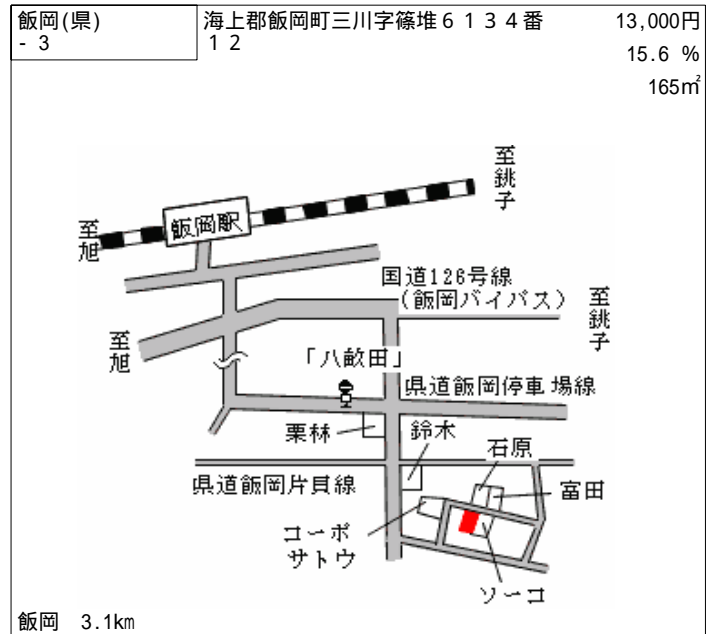 飯岡(県)
- 3
海上郡飯岡町三川字篠堆６１３４番
１２
13,000円
15.6 %
165㎡
至銚子
飯岡駅
至旭
国道126号線
(飯岡バイパス)
至銚子
至旭
「八畝田」
県道飯岡停車場線
栗林
鈴木
石原
県道飯岡片貝線
富田
コーポ
サトウ
ソーコ
飯岡 3.1km